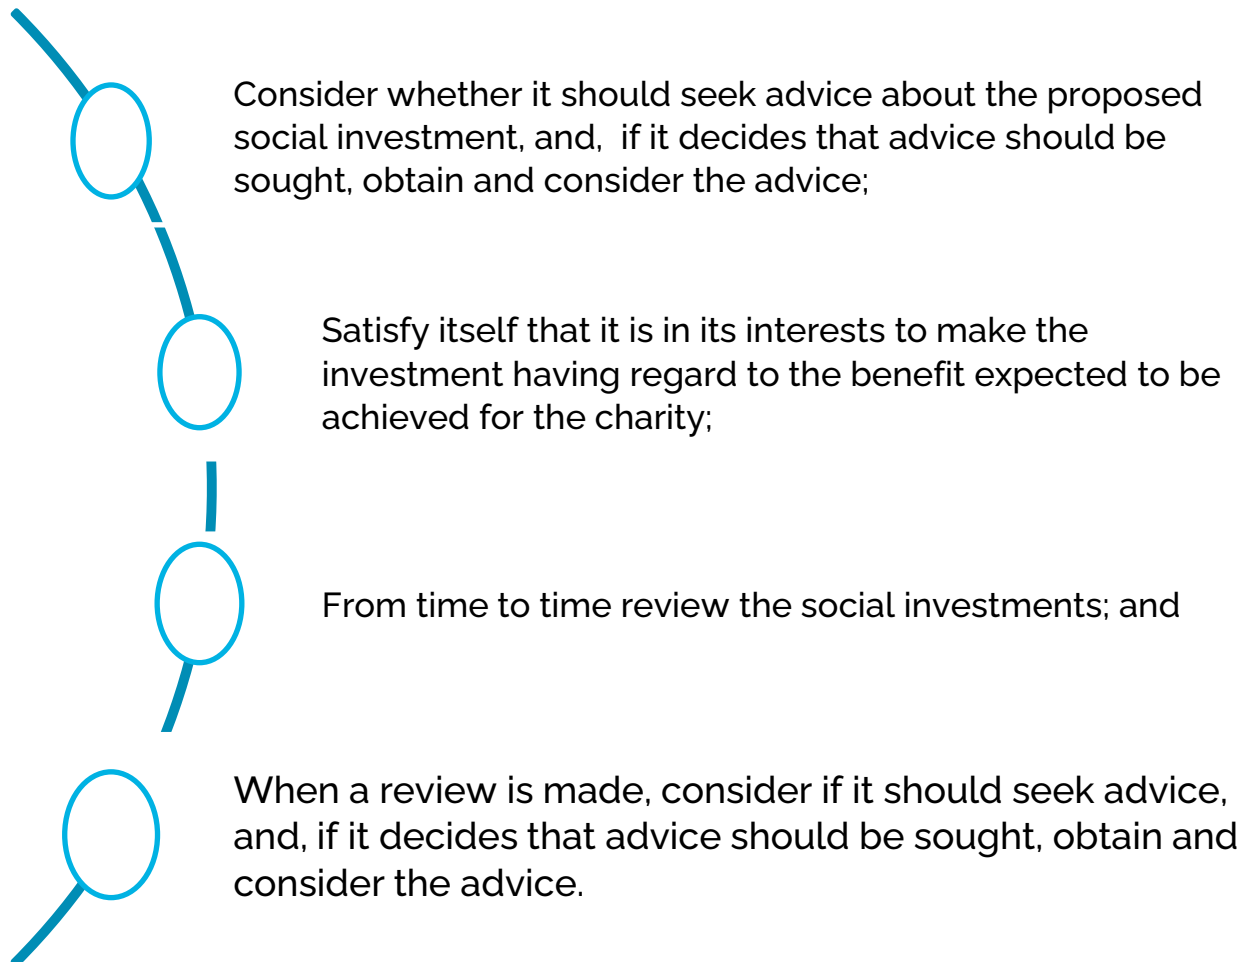 Consider whether it should seek advice about the proposed
social investment, and,  if it decides that advice should be
sought, obtain and consider the advice;
Satisfy itself that it is in its interests to make the
investment having regard to the benefit expected to be
achieved for the charity;
From time to time review the social investments; and
When a review is made, consider if it should seek advice,
and, if it decides that advice should be sought, obtain and
consider the advice.